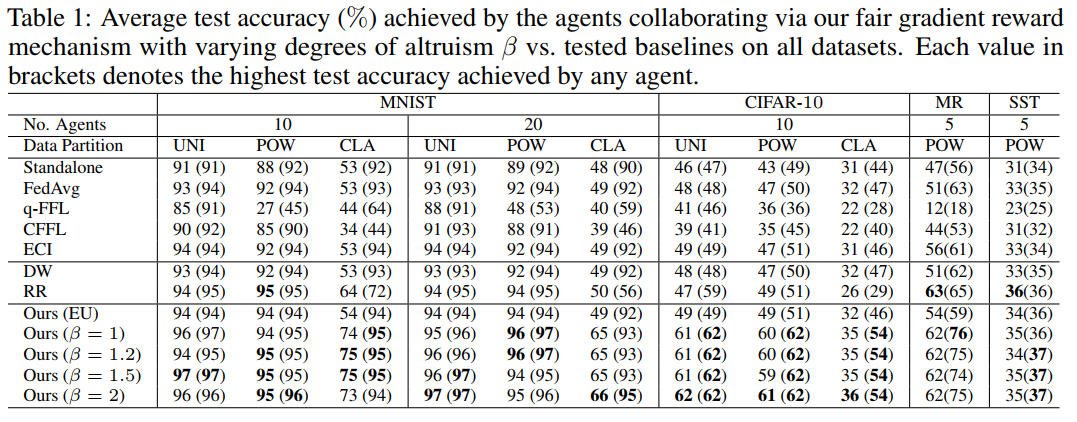 Table 1: Average test accuracy (%) achieved by the agents collaborating via our fair gradient reward
mechanism with varying degrees of altruism β vs. tested baselines on all datasets. Each value in
brackets denotes the highest test accuracy achieved by any agent.
MNIST CIFAR-10 MR SST
No. Agents 10 20 10 5 5
Data Partition UNI POW CLA UNI POW CLA UNI POW CLA POW POW
Standalone 91 (91) 88 (92) 53 (92) 91 (91) 89 (92) 48 (90) 46 (47) 43 (49) 31 (44) 47(56) 31(34)
FedAvg 93 (94) 92 (94) 53 (93) 93 (93) 92 (94) 49 (92) 48 (48) 47 (50) 32 (47) 51(63) 33(35)
q-FFL 85 (91) 27 (45) 44 (64) 88 (91) 48 (53) 40 (59) 41 (46) 36 (36) 22 (28) 12(18) 23(25)
CFFL 90 (92) 85 (90) 34 (44) 91 (93) 88 (91) 39 (46) 39 (41) 35 (45) 22 (40) 44(53) 31(32)
ECI 94 (94) 92 (94) 53 (94) 94 (94) 92 (94) 49 (92) 49 (49) 47 (51) 31 (46) 56(61) 33(34)
DW 93 (94) 92 (94) 53 (93) 93 (93) 92 (94) 49 (92) 48 (48) 47 (50) 32 (47) 51(62) 33(35)
RR 94 (95) 95 (95) 64 (72) 94 (95) 94 (95) 50 (56) 47 (59) 49 (51) 26 (29) 63(65) 36(36)
Ours (EU) 94 (94) 92 (94) 54 (94) 94 (94) 94 (94) 49 (92) 49 (49) 49 (51) 32 (46) 54(59) 34(36)
Ours (β = 1) 96 (97) 94 (95) 74 (95) 95 (96) 96 (97) 65 (93) 61 (62) 60 (62) 35 (54) 62(76) 35(36)
Ours (β = 1.2) 94 (95) 95 (95) 75 (95) 96 (96) 96 (97) 65 (93) 61 (62) 60 (62) 35 (54) 62(75) 34(37)
Ours (β = 1.5) 97 (97) 95 (95) 75 (95) 96 (97) 94 (95) 65 (93) 61 (62) 59 (62) 35 (54) 62(74) 35(37)
Ours (β = 2) 96 (96) 95 (96) 73 (94) 97 (97) 95 (96) 66 (95) 62 (62) 61 (62) 36 (54) 62(75) 35(37)